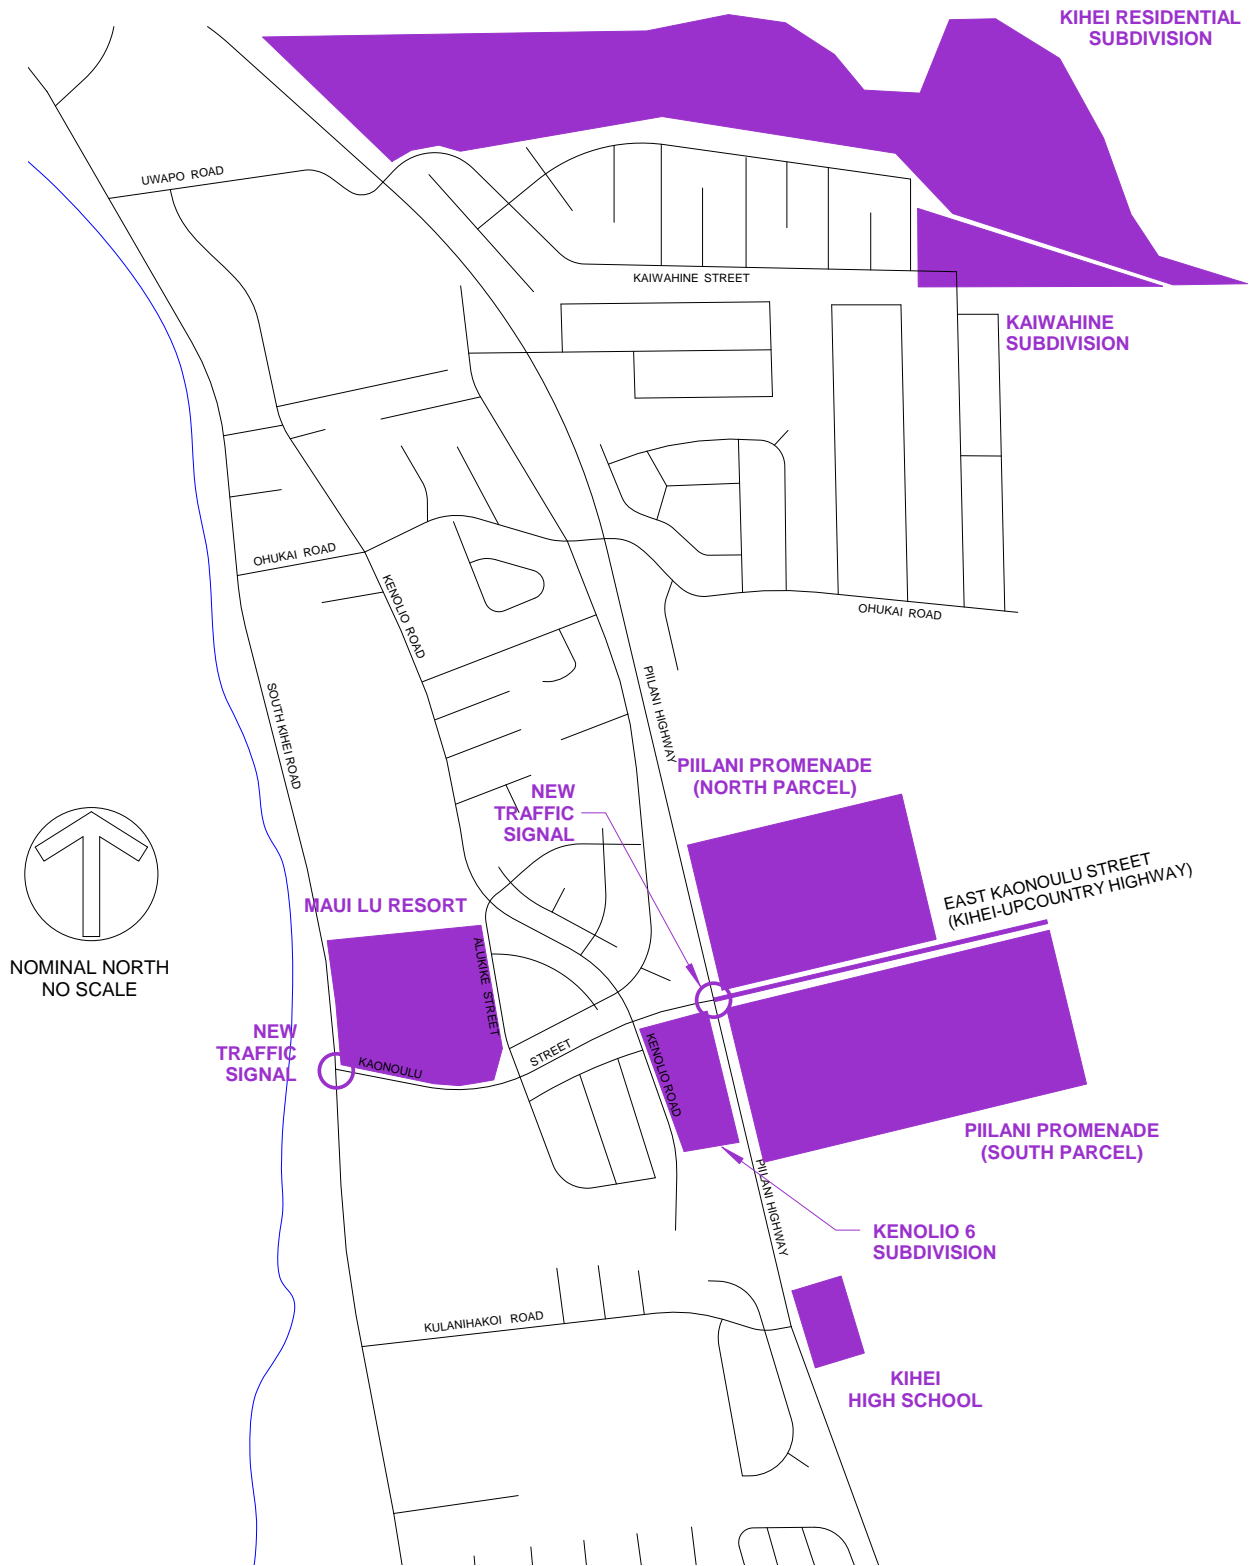 KIHEI RESIDENTIAL
SUBDIVISION
UWAPO ROAD
KAIWAHINE STREET
KAIWAHINE
SUBDIVISION
OHUKAI ROAD
KENOLIO ROAD
OHUKAI ROAD
SOUTH KIHEI ROAD
PIILANI HIGHWAY
PIILANI PROMENADE
(NORTH PARCEL)
NEW
TRAFFIC
SIGNAL
EAST KAONOULU STREET
(KIHEI-UPCOUNTRY HIGHWAY)
MAUI LU RESORT
ALUKIKE STREET
NOMINAL NORTH
NO SCALE
NEW
TRAFFIC
SIGNAL
KAONOULU
STREET
KENOLIO ROAD
PIILANI PROMENADE
(SOUTH PARCEL)
PIILANI HIGHWAY
KENOLIO 6
SUBDIVISION
KULANIHAKOI ROAD
KIHEI
HIGH SCHOOL